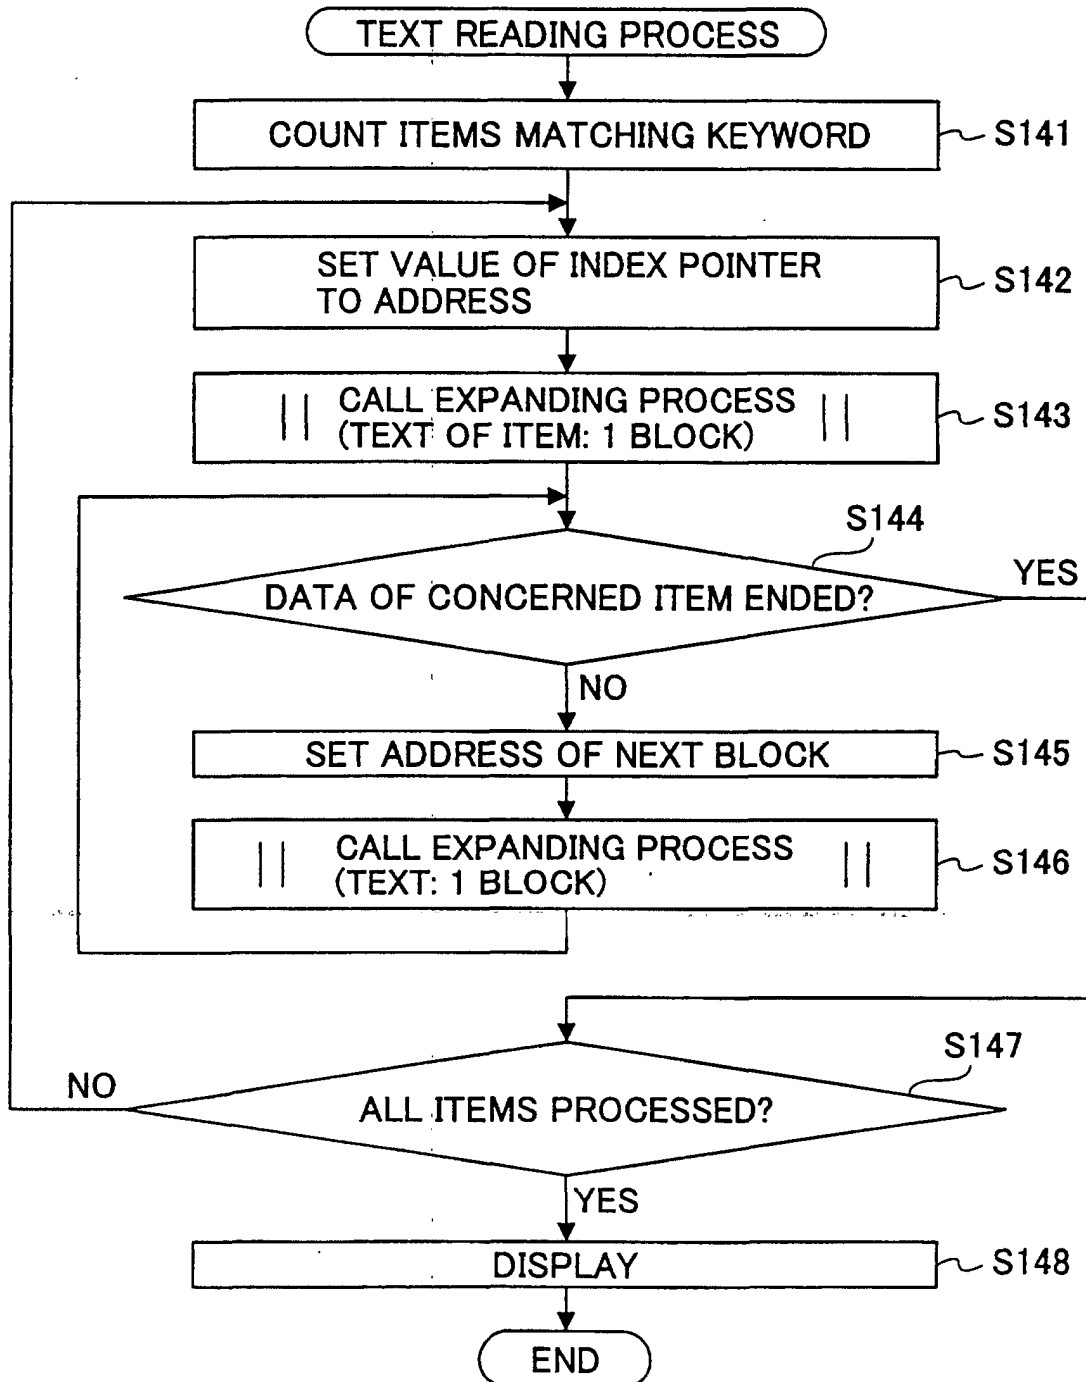 TEXT READING PROCESS
COUNT ITEMS MATCHING KEYWORD
S141
SET VALUE OF INDEX POINTER
TO ADDRESS
S142
CALL EXPANDING PROCESS
(TEXT OF ITEM: 1 BLOCK)
S143
S144
DATA OF CONCERNED ITEM ENDED?
YES
NO
SET ADDRESS OF NEXT BLOCK
S145
CALL EXPANDING PROCESS
(TEXT: 1 BLOCK)
S146
S147
NO
ALL ITEMS PROCESSED?
YES
DISPLAY
S148
END